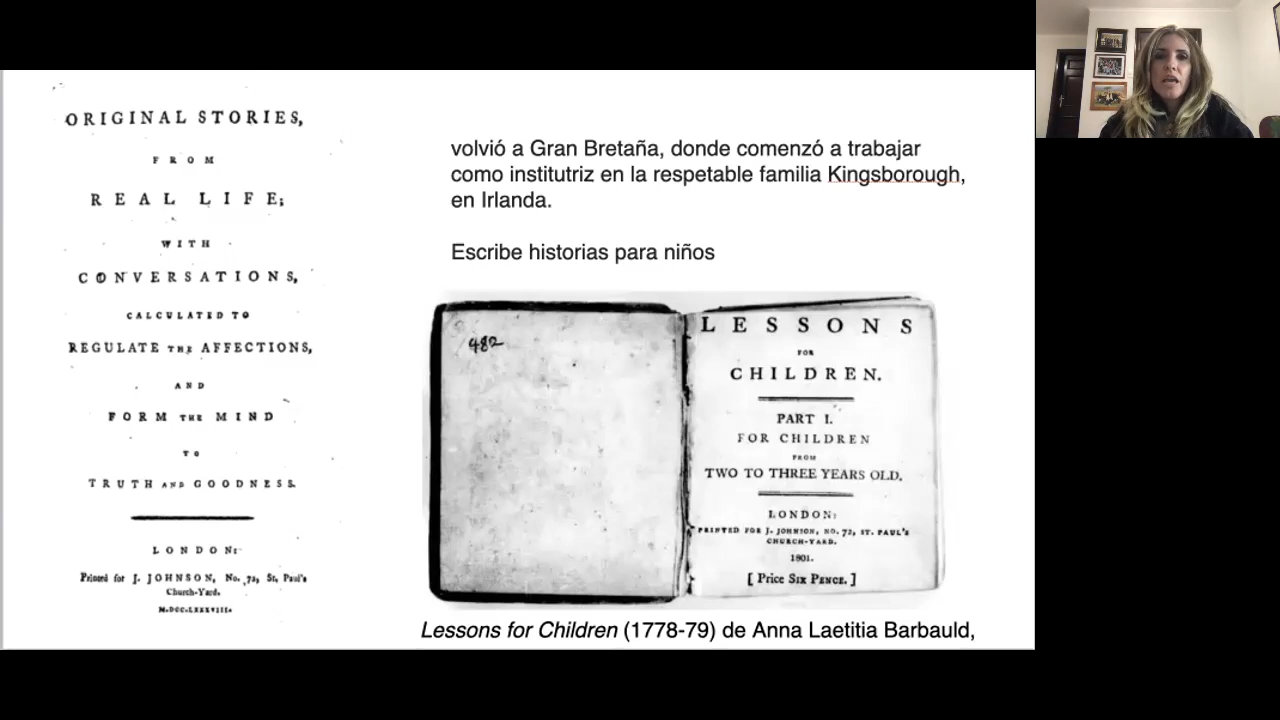 ORIGINAL STORIES,
FROM
REAL LIFE;
WITH
CONVERSATIONS,
CALCULATED TO
REGULATE THE AFFECTIONS,
AND
FORM THE MIND
TO
TRUTH AND GOODNESS.
LONDON:
Printed for J. JOHNSON, No. 72, St. Paul's
Church-Yard.
M.DCC.LXXXVIII.
volvió a Gran Bretaña, donde comenzó a trabajar
como institutriz en la respetable familia Kingsborough,
en Irlanda.
Escribe historias para niños
482
LESSONS
FOR
CHILDREN.
PART I.
FOR CHILDREN
FROM
TWO TO THREE YEARS OLD.
LONDON:
PRINTED FOR J. JOHNSON, NO. 72, ST. PAUL'S
CHURCH-YARD.
1801.
[ Price SIX PENCE. ]
Lessons for Children (1778-79) de Anna Laetitia Barbauld,